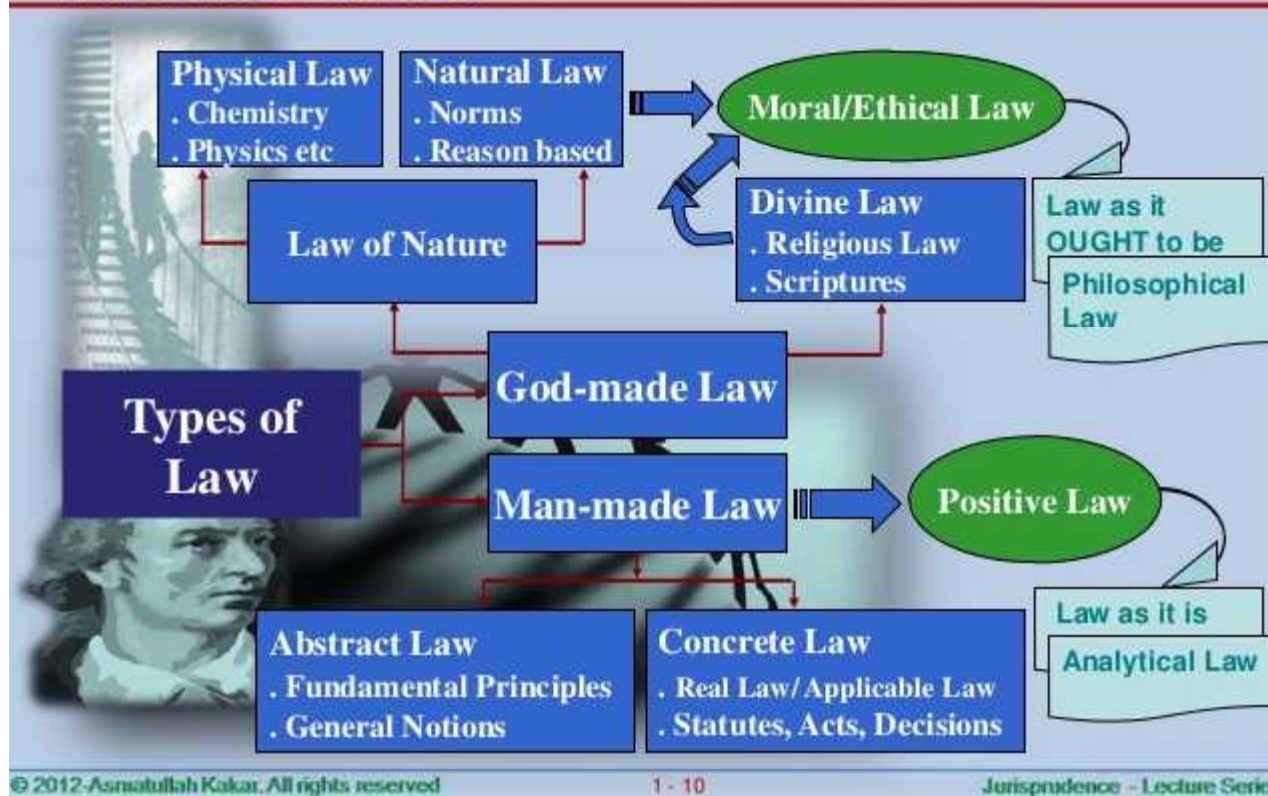 Physical Law
. Chemistry
. Physics etc
Natural Law
. Norms
. Reason based
Moral/Ethical Law
Law of Nature
Divine Law
. Religious Law
. Scriptures
Law as it
OUGHT to be
Philosophical
Law
God-made Law
Types of
Law
Man-made Law
Positive Law
Abstract Law
. Fundamental Principles
. General Notions
Concrete Law
. Real Law/Applicable Law
. Statutes, Acts, Decisions
Law as it is
Analytical Law
© 2012-Asmatullah Kakar, All rights reserved
1 - 10
Jurisprudence - Lecture Serie